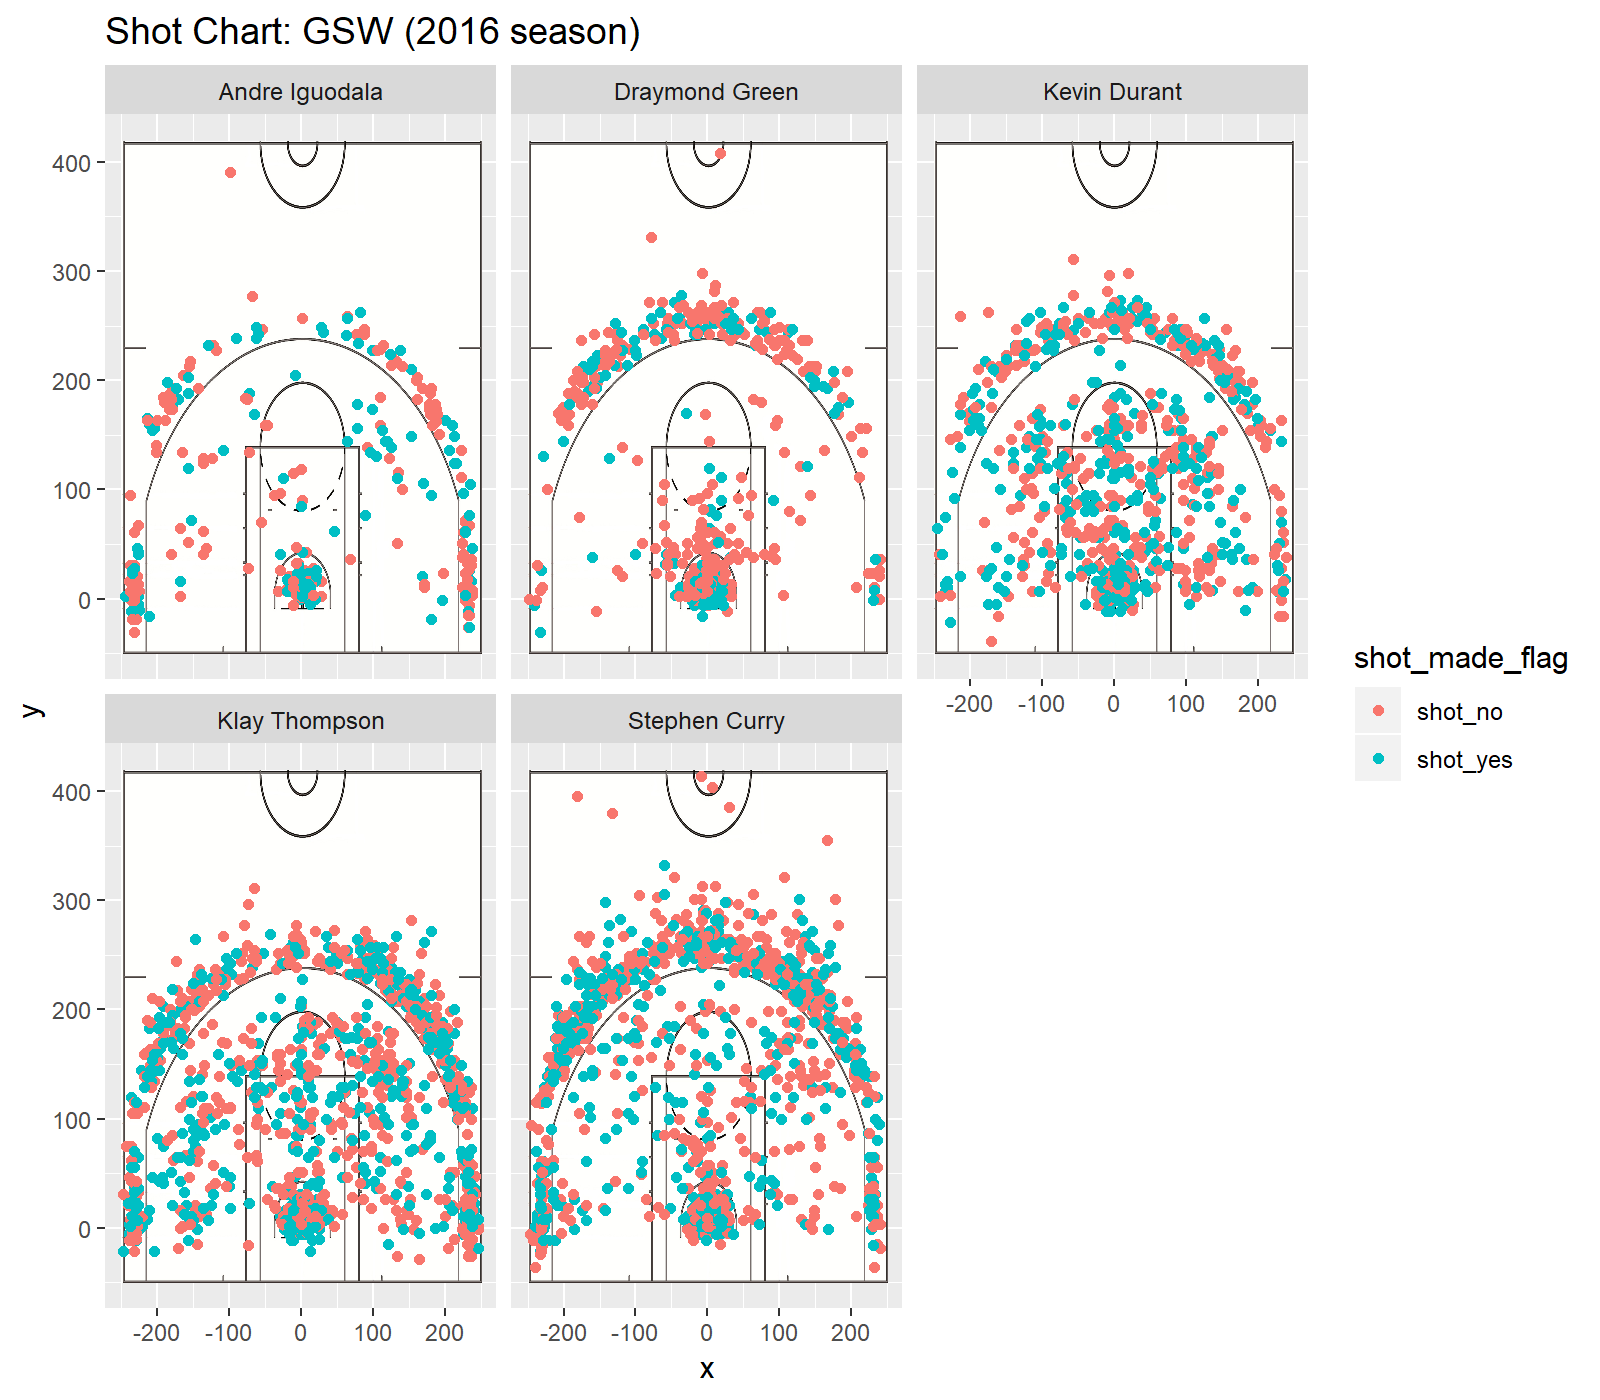 Shot Chart: GSW (2016 season)
Andre Iguodala
Draymond Green
Kevin Durant
400
300
200
100
0
-200 -100 0 100 200
Klay Thompson
Stephen Curry
400
300
200
100
0
-200 -100 0 100 200
-200 -100 0 100 200
x
y
shot_made_flag
shot_no
shot_yes